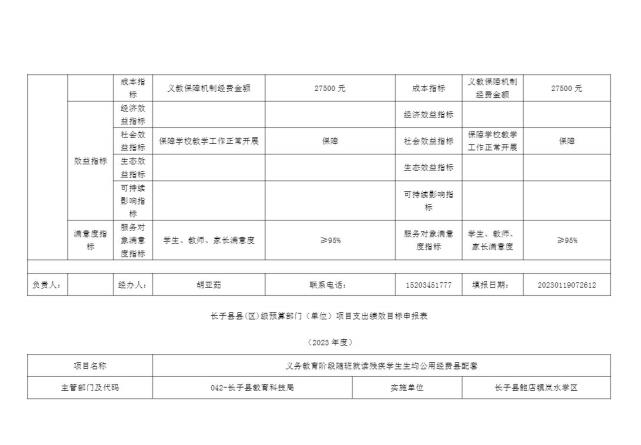 成本指标 义教保障机制经费金额 27500 元 成本指标 义教保障机制经费金额 27500 元
效益指标 经济效益指标 经济效益指标
社会效益指标 保障学校教学工作正常开展 保障 社会效益指标 保障学校教学工作正常开展 保障
生态效益指标 生态效益指标
可持续影响指标 可持续影响指标
满意度指标 服务对象满意度指标 学生、教师、家长满意度 ≥95% 服务对象满意度指标 学生、教师、家长满意度 ≥95%
负责人: 经办人: 胡亚茹 联系电话: 15203451777 填报日期: 20230119072612
长子县县(区)级预算部门（单位）项目支出绩效目标申报表
（2023 年度）
项目名称 义务教育阶段随班就读残疾学生生均公用经费县配套
主管部门及代码 042-长子县教育科技局 实施单位 长子县鲍店镇岚水学区